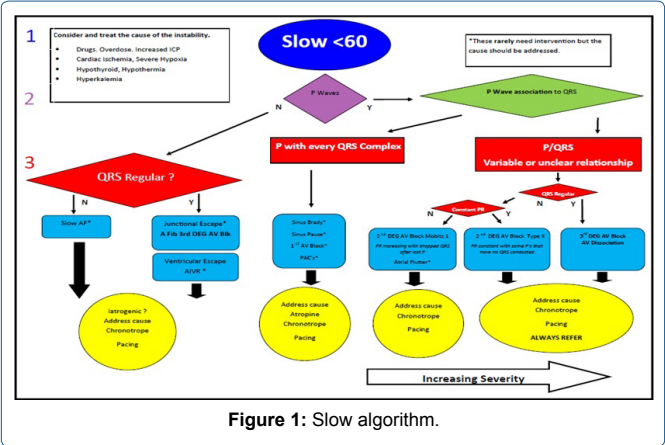 1
Consider and treat the cause of the instability.
• Drugs. Overdose. Increased ICP
• Cardiac ischemia, Severe Hypoxia
• Hypothyroid, Hypothermia
• Hyperkalemia
Slow <60
*These rarely need intervention but the
cause should be addressed.
2
P Waves
N
Y
P Wave association to QRS
3
QRS Regular ?
N
Y
P with every QRS Complex
P/QRS
Variable or unclear relationship
QRS Regular
N
Y
Constant PR
N
Y
Slow AF*
Junctional Escape*
A Fib 3rd DEG AV Blk
Ventricular Escape
AIVR *
Sinus Brady*
Sinus Pause*
1ST AV Block*
PAC's*
2nd DEG AV Block Mobitz 1
PR increasing with dropped QRS
after last P
Atrial Flutter*
2nd DEG AV Block- Type II
PR constant with some P's that
have no QRS conducted
3rd DEG AV Block
AV Dissociation
Iatrogenic ?
Address cause
Chronotrope
Pacing
Address cause
Atropine
Chronotrope
Pacing
Address cause
Chronotrope
Pacing
Address cause
Chronotrope
Pacing
ALWAYS REFER
Increasing Severity
Figure 1: Slow algorithm.